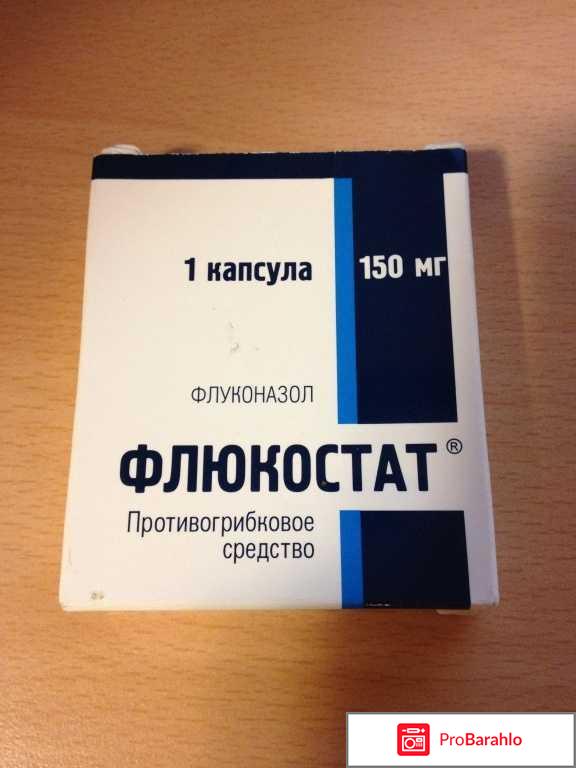 1 капсула 150 мг
ФЛУКОНАЗОЛ
ФЛЮКОСТАТ®
Противогрибковое
средство
ProBarahlo